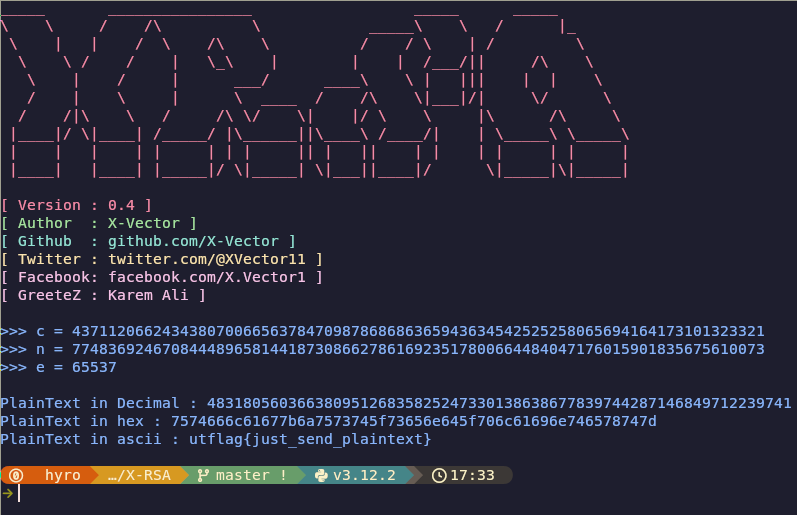 [ Version : 0.4 ]
[ Author  : X-Vector ]
[ Github  : github.com/X-Vector ]
[ Twitter : twitter.com/@XVector11 ]
[ Facebook: facebook.com/X.Vector1 ]
[ GreeteZ : Karem Ali ]
>>> c = 437112066243438070066563784709878686863659436345425252580656941641731013233​21
>>> n = 77483692467084448965814418730866278616923517800664484047176015901835675610073
>>> e = 65537
PlainText in Decimal : 48318056036638095126835825247330138638677839744287146849712239741
PlainText in hex : 7574666c61677b6a7573745f73656e645f706c61696e746578747d
PlainText in ascii : utflag{just_send_plaintext}
hyro …/X-RSA master ! v3.12.2 17:33